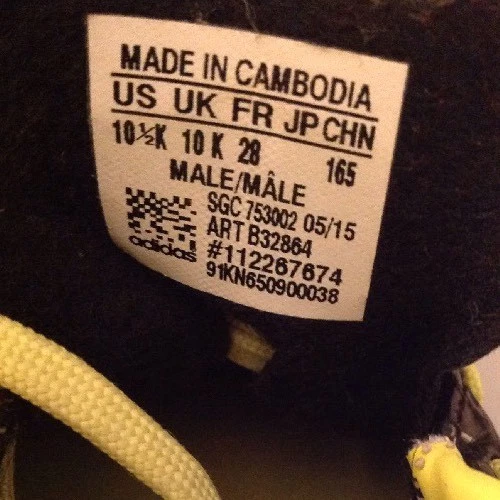 MADE IN CAMBODIA
US UK FR JP CHN
10½K 10 K 28 165
MALE/MÂLE
SGC 753002 05/15
ART B32864
#112267674
91KN650900038
adidas